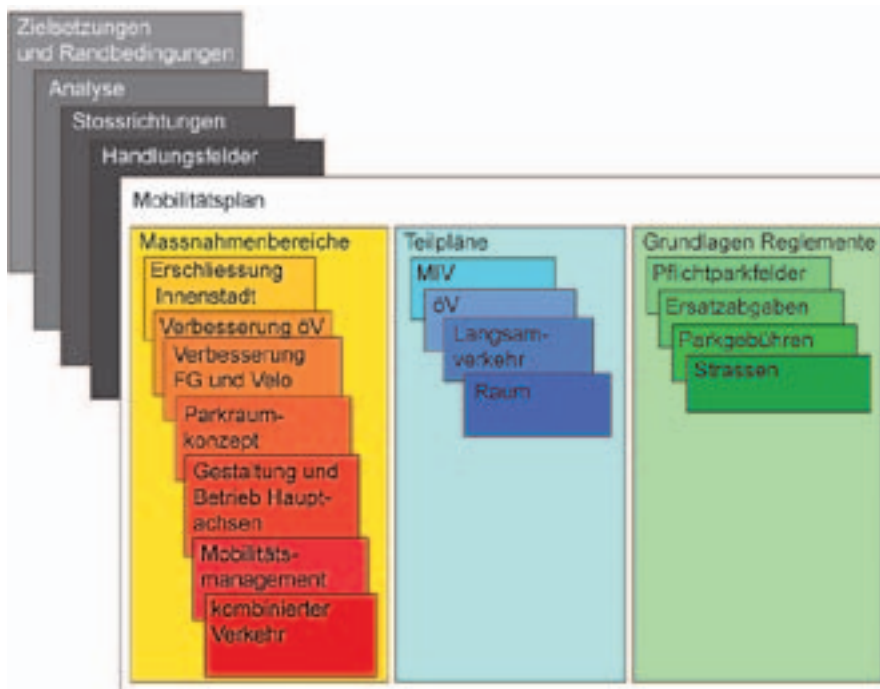 Zielsetzungen
und Randbedingungen
Analyse
Stossrichtungen
Handlungsfelder
Mobilitätsplan
Massnahmenbereiche
Erschliessung
Innenstadt
Verbesserung öV
Verbesserung
FG und Velo
Parkraum-
konzept
Gestaltung und
Betrieb Haupt-
achsen
Mobilitäts-
management
kombinierter
Verkehr
Teilpläne
MIV
öV
Langsam-
verkehr
Raum
Grundlagen Reglemente
Pflichtparkfelder
Ersatzabgaben
Parkgebühren
Strassen